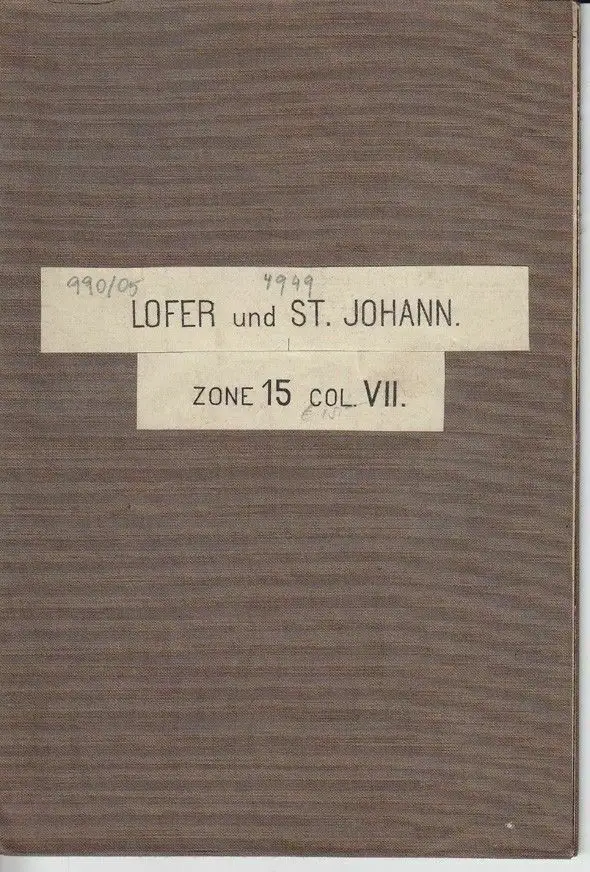 990/05 4949
LOFER und ST. JOHANN.
ZONE 15 COL. VII.